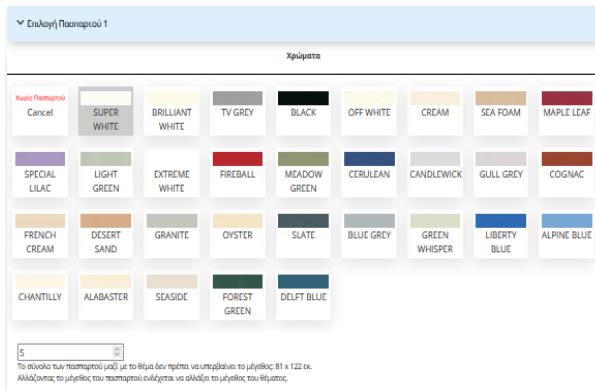 Επιλογή Πασπαρτού 1
Χρώματα
Χωρίς Πασπαρτού
Cancel
SUPER WHITE
BRILLIANT WHITE
TV GREY
BLACK
OFF WHITE
CREAM
SEA FOAM
MAPLE LEAF
SPECIAL LILAC
LIGHT GREEN
EXTREME WHITE
FIREBALL
MEADOW GREEN
CERULEAN
CANDLEWICK
GULL GREY
COGNAC
FRENCH CREAM
DESERT SAND
GRANITE
OYSTER
SLATE
BLUE GREY
GREEN WHISPER
LIBERTY BLUE
ALPINE BLUE
CHANTILLY
ALABASTER
SEASIDE
FOREST GREEN
DELFT BLUE
5
Το σύνολο των πασπαρτού μαζί με το θέμα δεν πρέπει να υπερβαίνει το μέγεθος: 81 x 122 εκ.
Αλλάζοντας το μέγεθος του πασπαρτού ενδέχεται να αλλάξει το μέγεθος του θέματος.